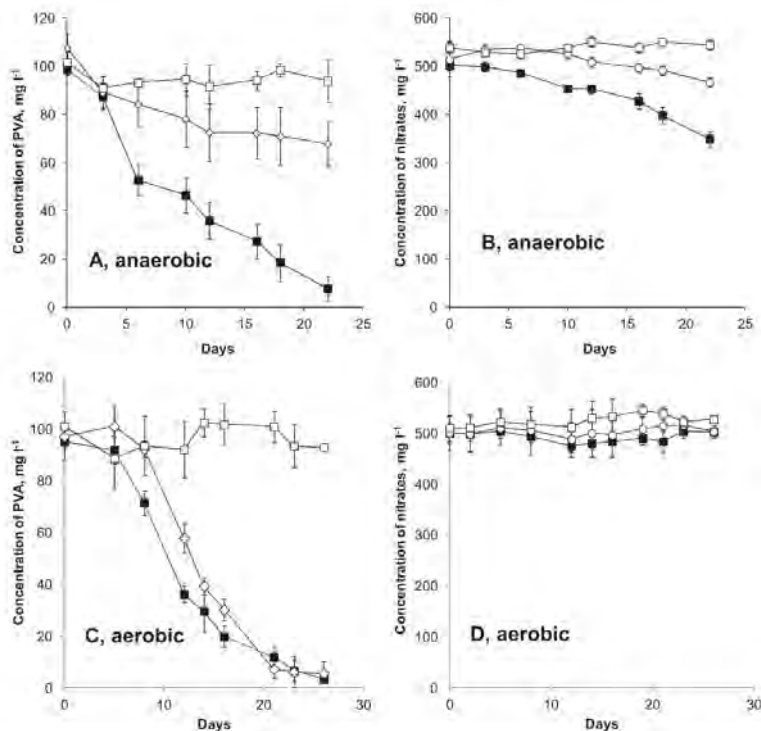 120
100
80
60
40
20
0
Concentration of PVA, mg l-1
A, anaerobic
0 5 10 15 20 25
Days
600
500
400
300
200
100
0
Concentration of nitrates, mg l-1
B, anaerobic
0 5 10 15 20 25
Days
120
100
80
60
40
20
0
Concentration of PVA, mg l-1
C, aerobic
0 10 20 30
Days
600
500
400
300
200
100
0
Concentration of nitrates, mg l-1
D, aerobic
0 10 20 30
Days